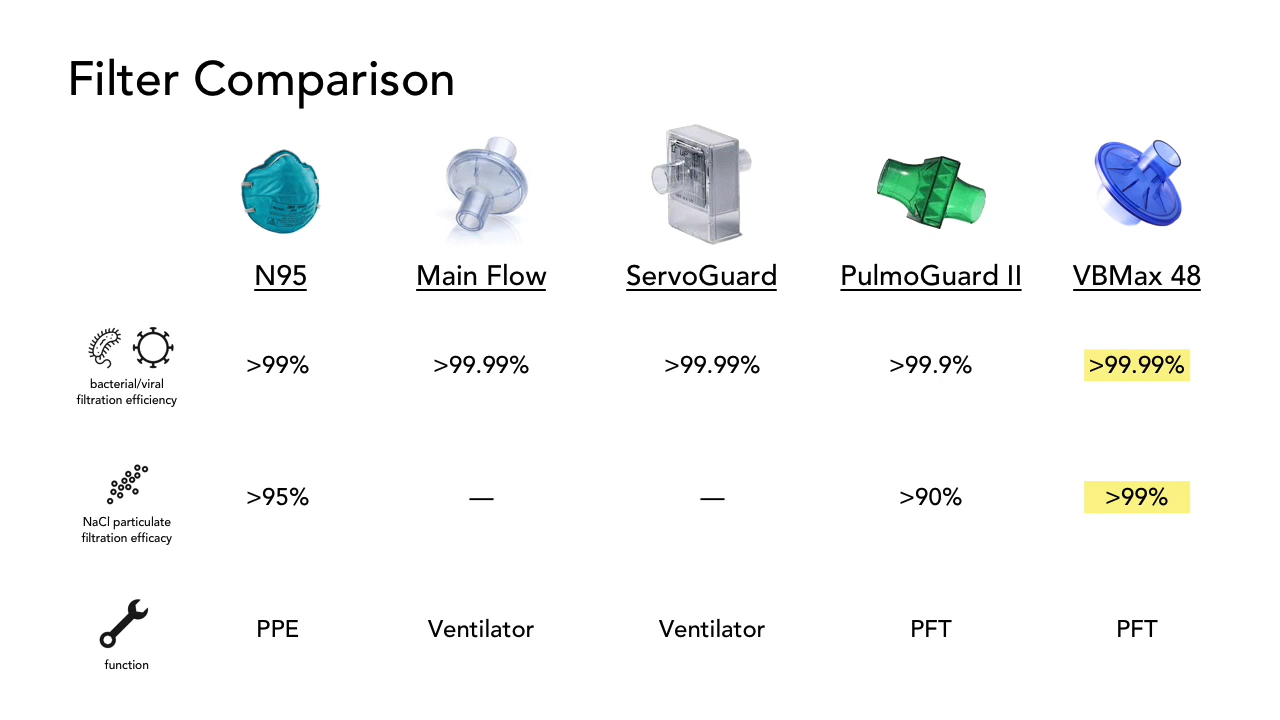 Filter Comparison
N95
Main Flow
ServoGuard
PulmoGuard II
VBMax 48
bacterial/viral
filtration efficiency
>99%
>99.99%
>99.99%
>99.9%
>99.99%
NaCl particulate
filtration efficacy
>95%
—
—
>90%
>99%
function
PPE
Ventilator
Ventilator
PFT
PFT